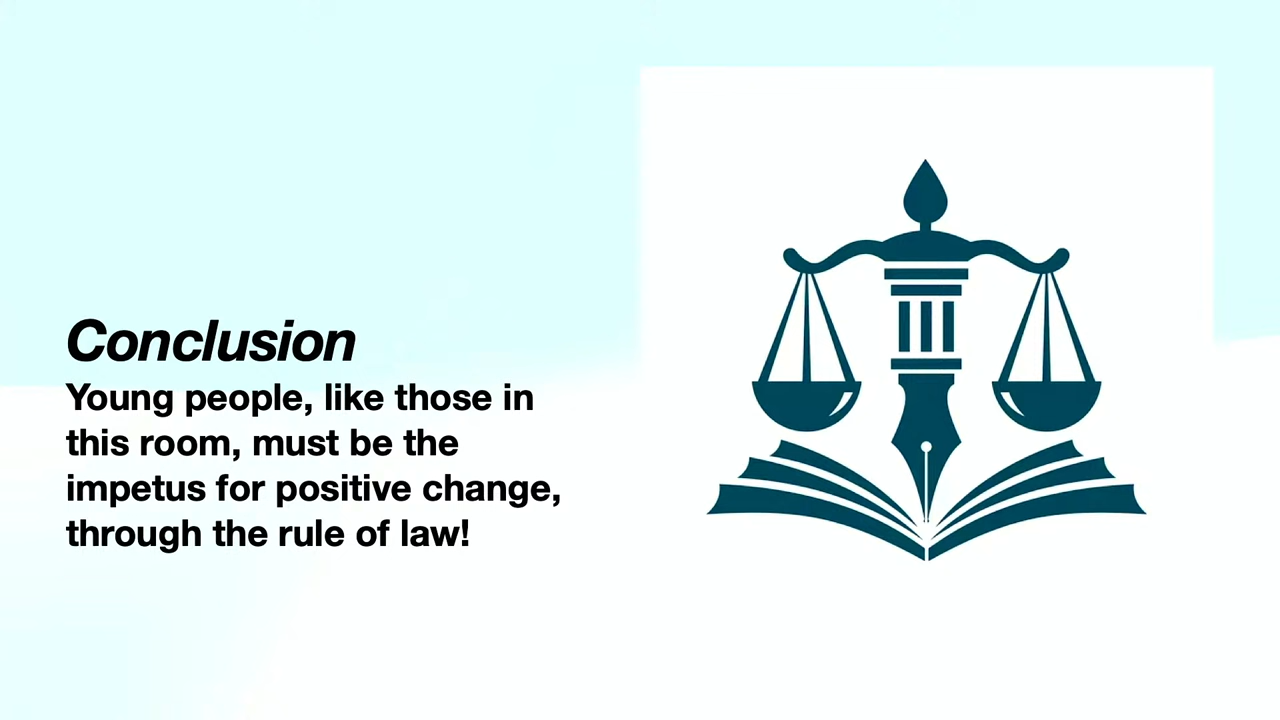 Conclusion
Young people, like those in
this room, must be the
impetus for positive change,
through the rule of law!